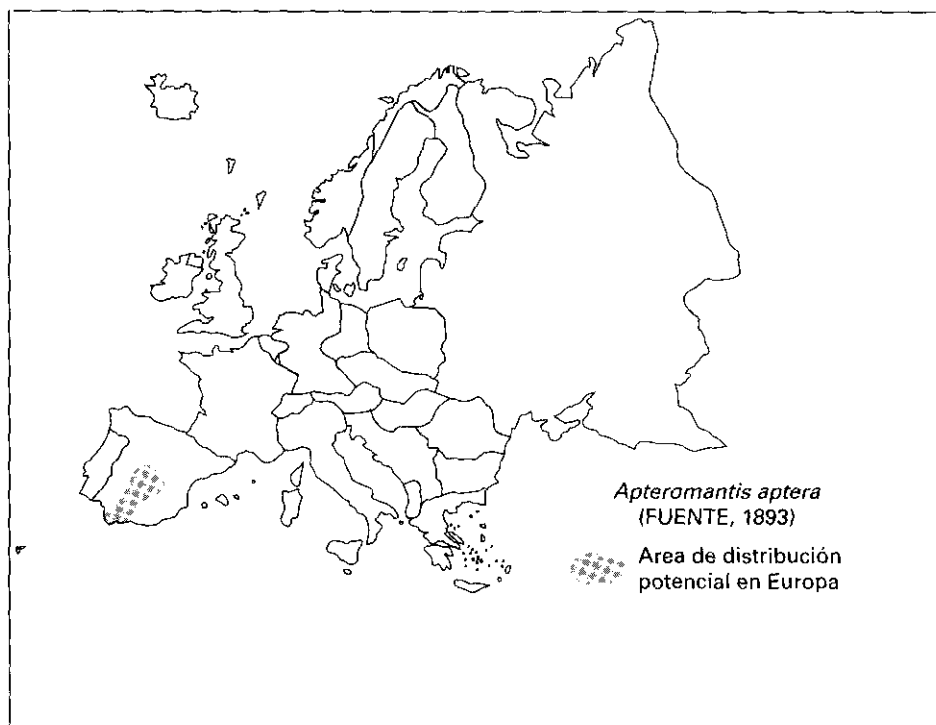 Apteromantis aptera
(FUENTE, 1893)
Area de distribución
potencial en Europa